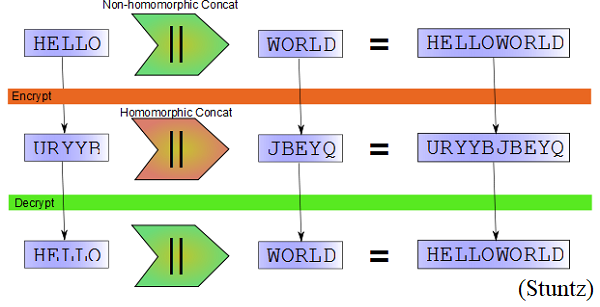 Non-homomorphic Concat
HELLO || WORLD = HELLOWORLD
Encrypt
Homomorphic Concat
URYYB || JBEYQ = URYYBJBEYQ
Decrypt
HELLO || WORLD = HELLOWORLD
(Stuntz)